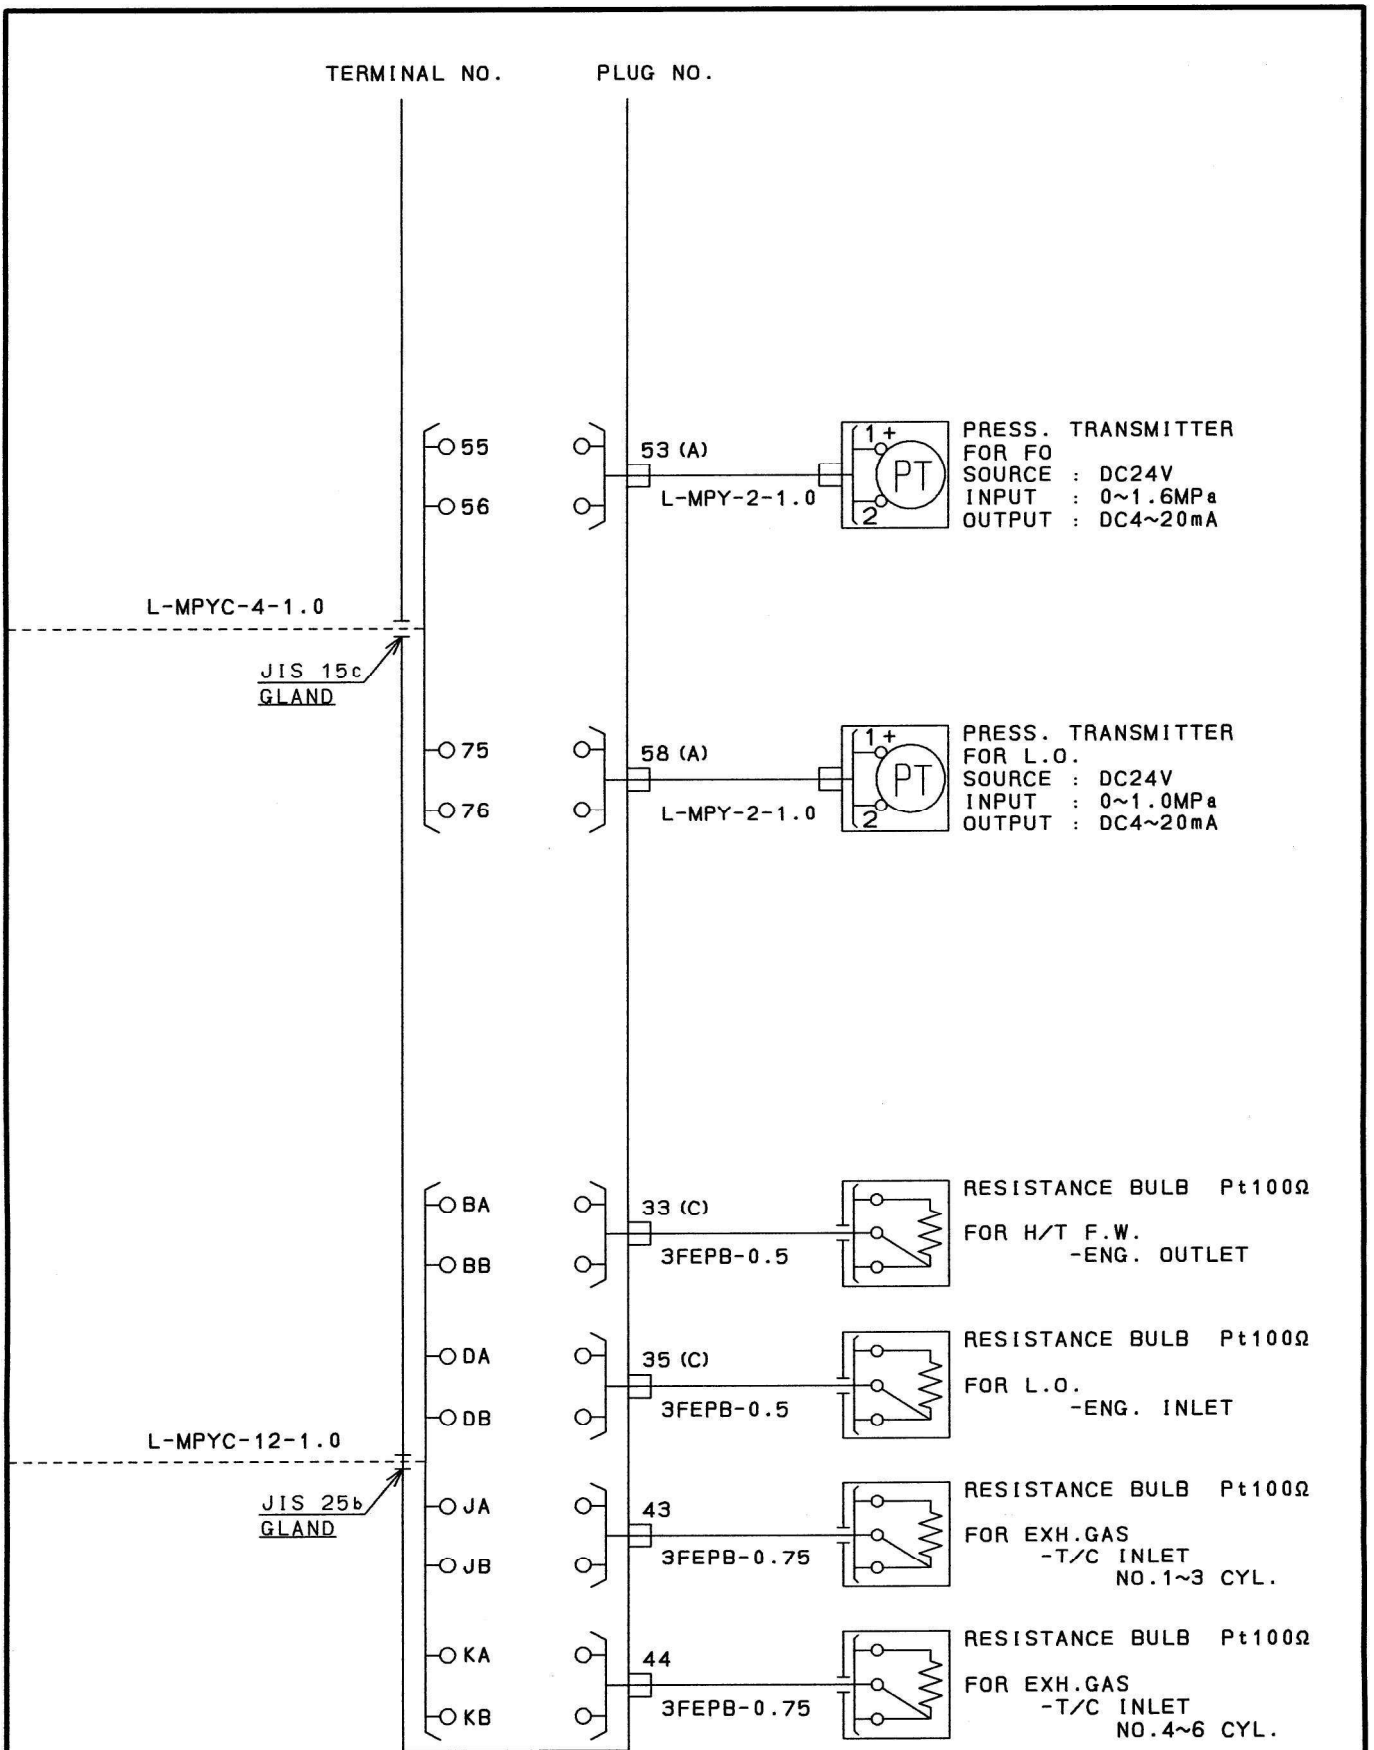 TERMINAL NO. PLUG NO.
55 53 (A) 1 + PRESS. TRANSMITTER
FOR FO
PT SOURCE : DC24V
56 L-MPY-2-1.0 INPUT : 0~1.6MPa
2 OUTPUT : DC4~20mA
L-MPYC-4-1.0
JIS 15c
GLAND
75 58 (A) 1 + PRESS. TRANSMITTER
FOR L.O.
PT SOURCE : DC24V
76 L-MPY-2-1.0 INPUT : 0~1.0MPa
2 OUTPUT : DC4~20mA
BA 33 (C) RESISTANCE BULB Pt100Ω
FOR H/T F.W.
BB 3FEPB-0.5 -ENG. OUTLET
DA 35 (C) RESISTANCE BULB Pt100Ω
FOR L.O.
DB 3FEPB-0.5 -ENG. INLET
L-MPYC-12-1.0
JIS 25b
GLAND
JA 43 RESISTANCE BULB Pt100Ω
FOR EXH.GAS
JB 3FEPB-0.75 -T/C INLET
NO.1~3 CYL.
KA 44 RESISTANCE BULB Pt100Ω
FOR EXH.GAS
KB 3FEPB-0.75 -T/C INLET
NO.4~6 CYL.